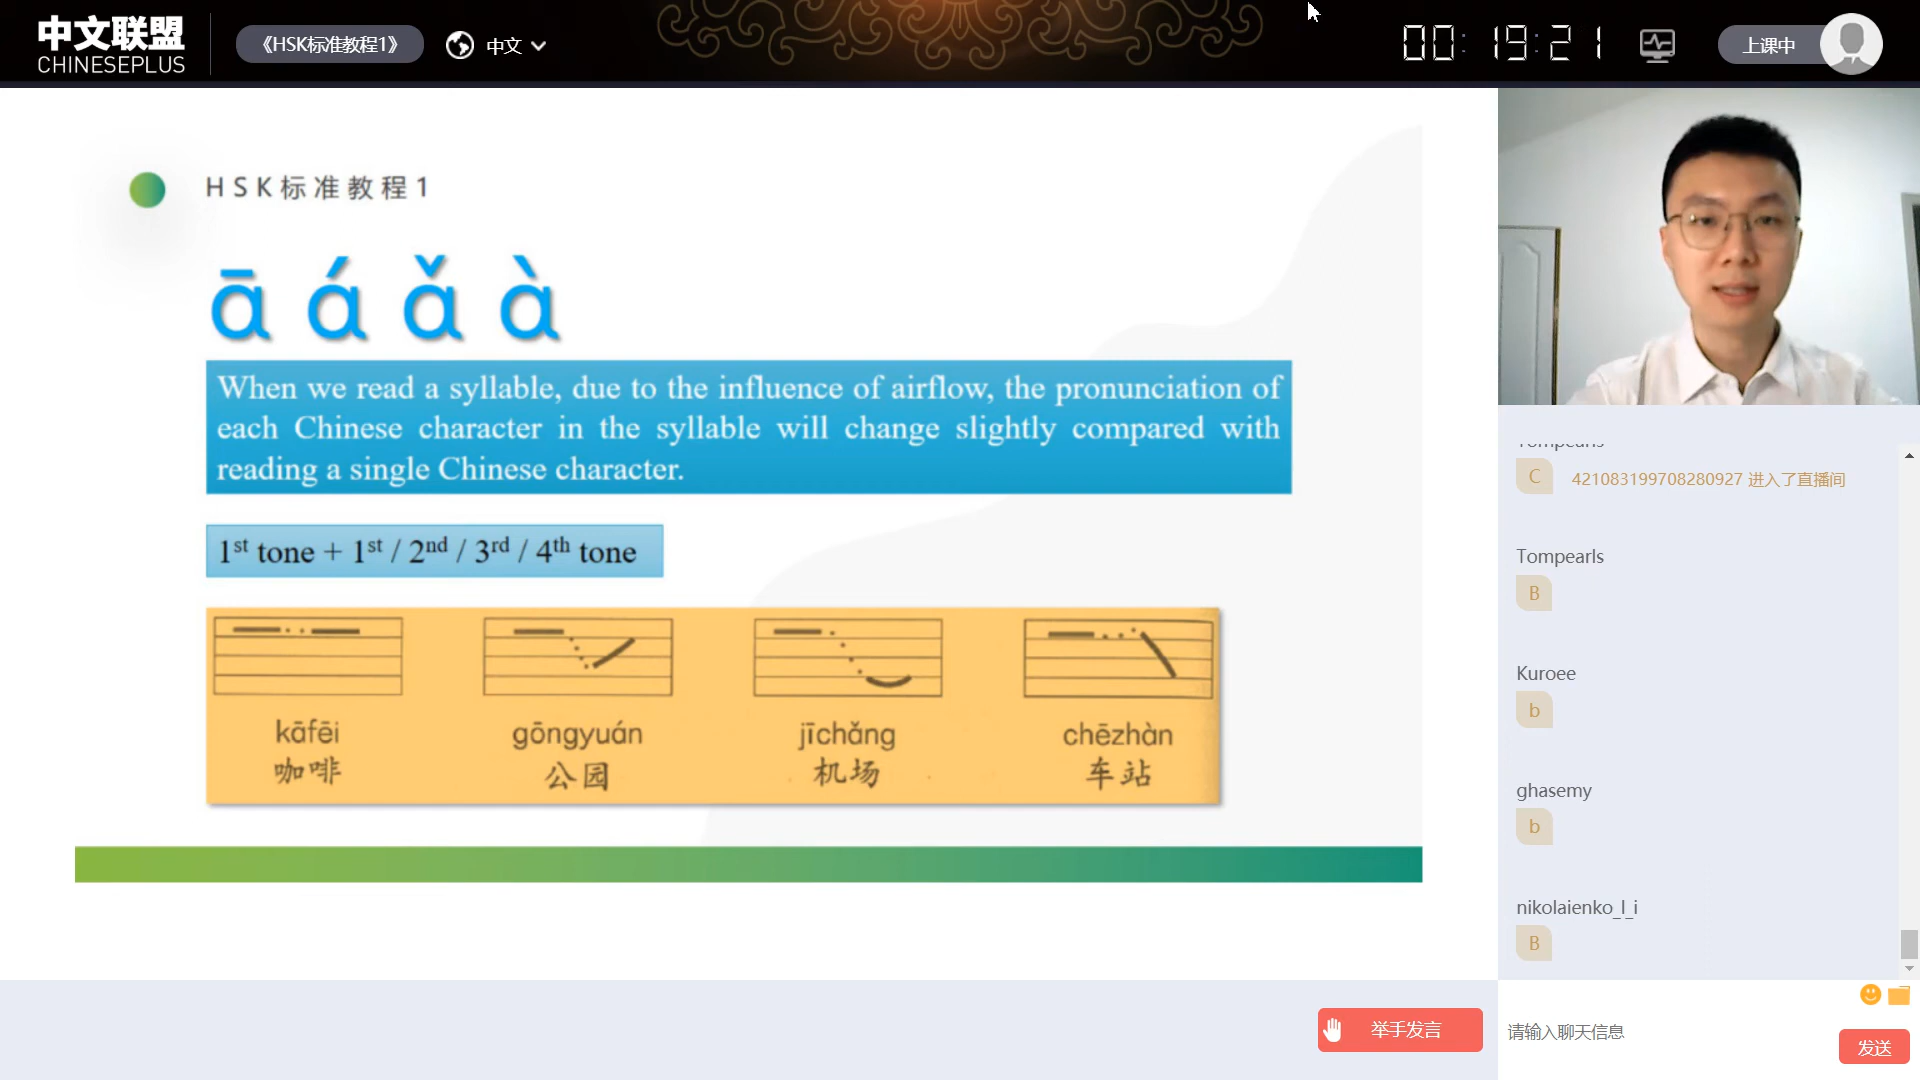 中文联盟
CHINESEPLUS
《HSK标准教程1》
中文
00:19:21
上课中
HSK标准教程1
ā á ǎ à
When we read a syllable, due to the influence of airflow, the pronunciation of
each Chinese character in the syllable will change slightly compared with
reading a single Chinese character.
1st tone + 1st / 2nd / 3rd / 4th tone
kāfēi gōngyuán jīchǎng chēzhàn
咖啡 公园 机场 车站
Tompearls
C
421083199708280927 进入了直播间
Tompearls
B
Kuroee
b
ghasemy
b
nikolaienko_l_i
B
举手发言
请输入聊天信息
发送